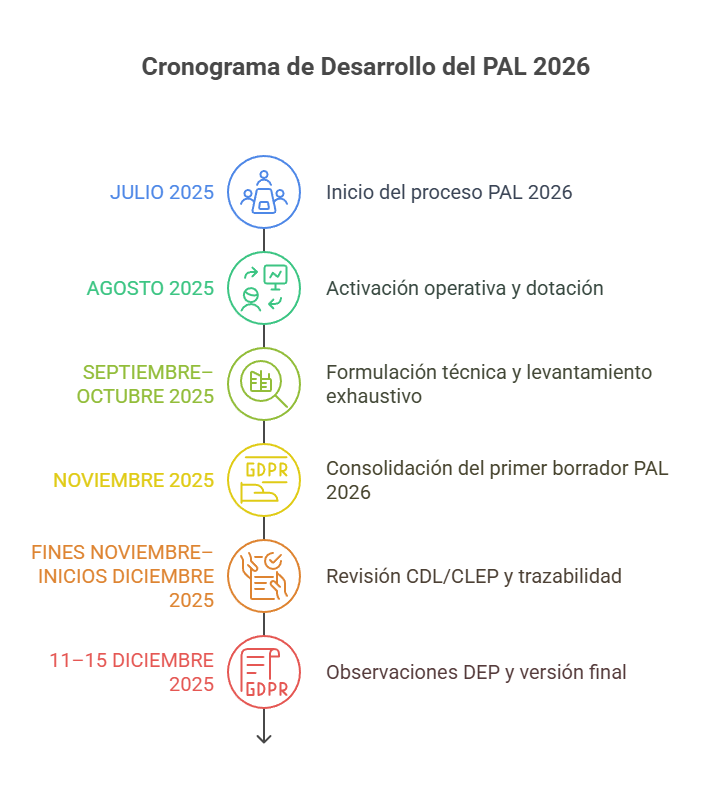 Cronograma de Desarrollo del PAL 2026
JULIO 2025
Inicio del proceso PAL 2026
AGOSTO 2025
Activación operativa y dotación
SEPTIEMBRE–
OCTUBRE 2025
Formulación técnica y levantamiento
exhaustivo
NOVIEMBRE 2025
GDPR
Consolidación del primer borrador PAL
2026
FINES NOVIEMBRE–
INICIOS DICIEMBRE
2025
Revisión CDL/CLEP y trazabilidad
11–15 DICIEMBRE
2025
GDPR
Observaciones DEP y versión final